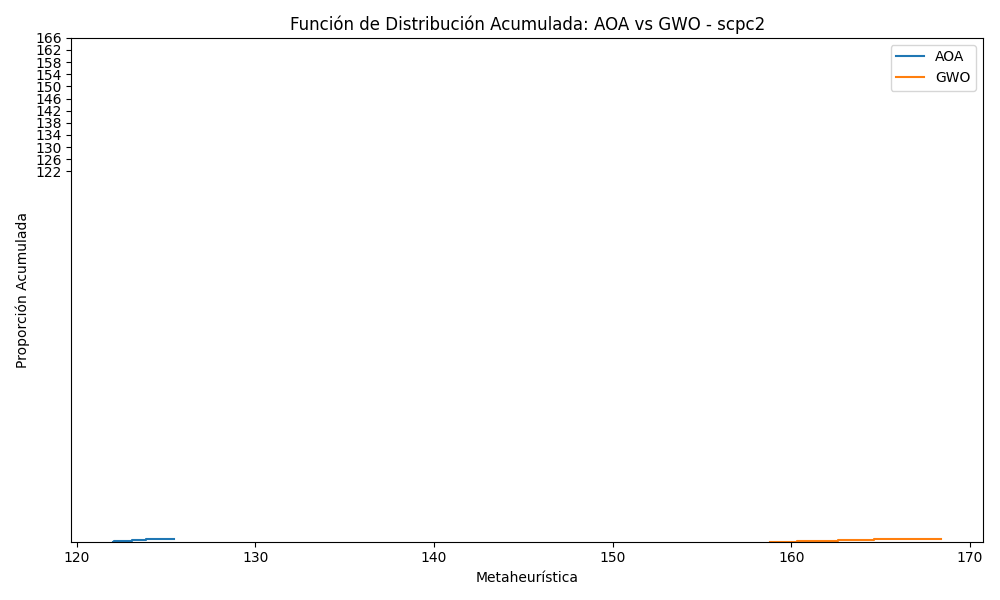 Función de Distribución Acumulada: AOA vs GWO - scpc2
AOA
GWO
166
162
158
154
150
146
142
138
134
130
126
122
Proporción Acumulada
120 130 140 150 160 170
Metaheurística